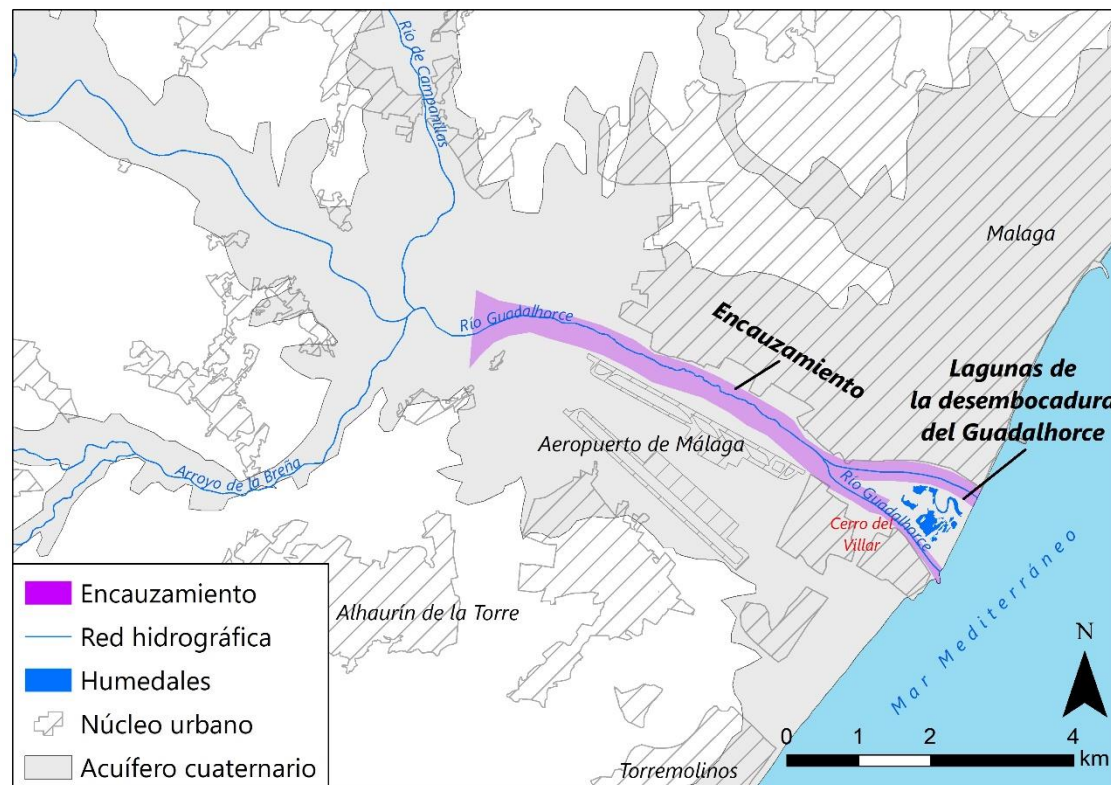 Río de Campanillas
Malaga
Río Guadalhorce
Encauzamiento
Lagunas de
la desembocadura
del Guadalhorce
Aeropuerto de Málaga
Río Guadalhorce
Arroyo de la Breña
Cerro del
Villar
Mar Mediterráneo
Alhaurín de la Torre
Torremolinos
Encauzamiento
Red hidrográfica
Humedales
Núcleo urbano
Acuífero cuaternario
N
0 1 2 4
km